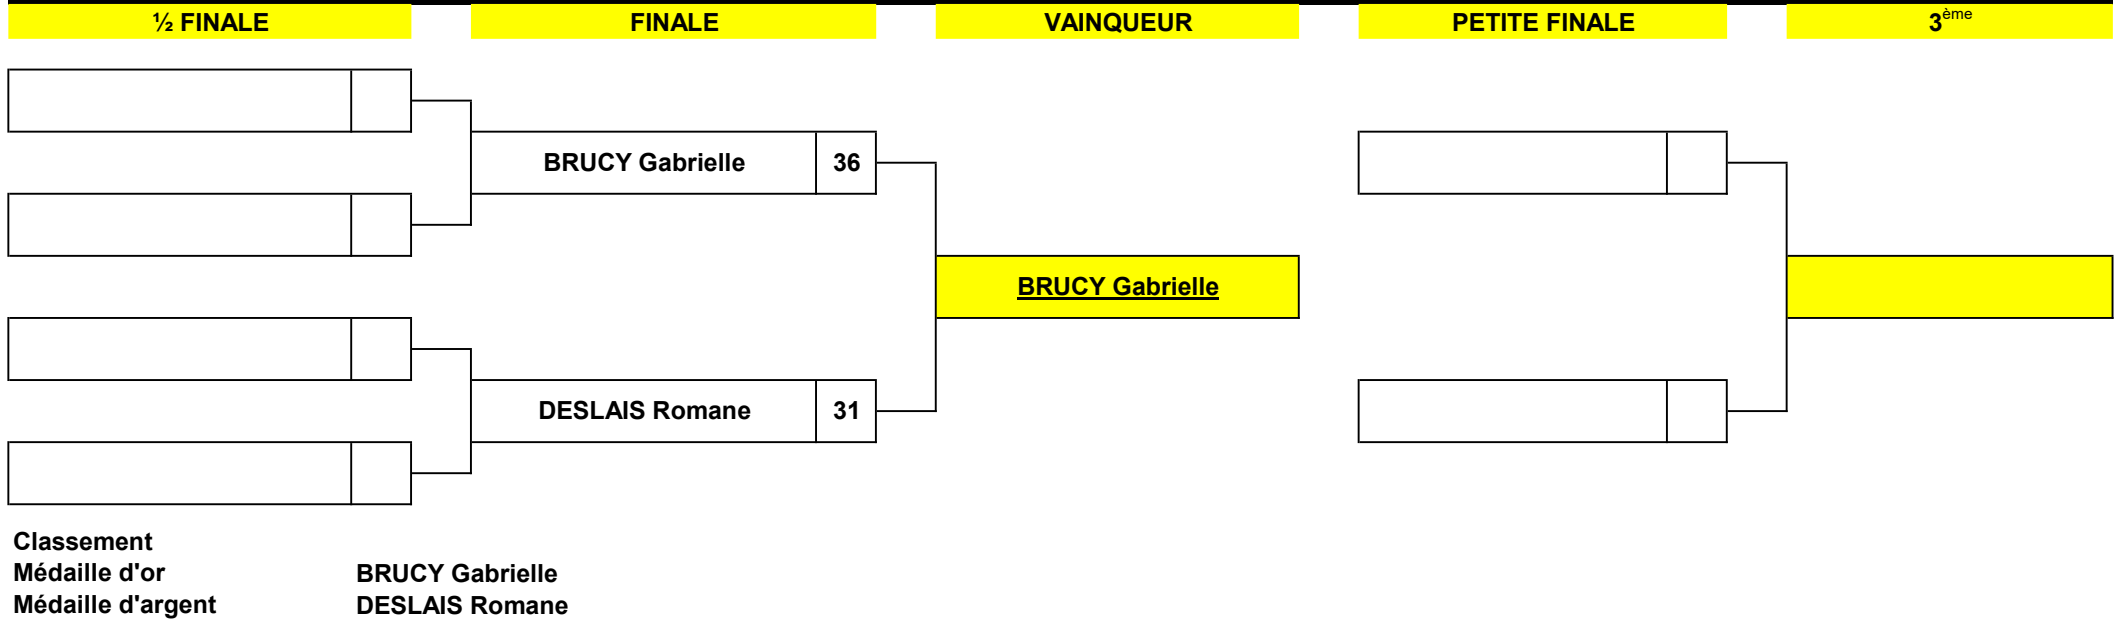 ½ FINALE
FINALE
VAINQUEUR
PETITE FINALE
3ème
BRUCY Gabrielle 36
BRUCY Gabrielle
DESLAIS Romane 31
Classement
Médaille d'or BRUCY Gabrielle
Médaille d'argent DESLAIS Romane